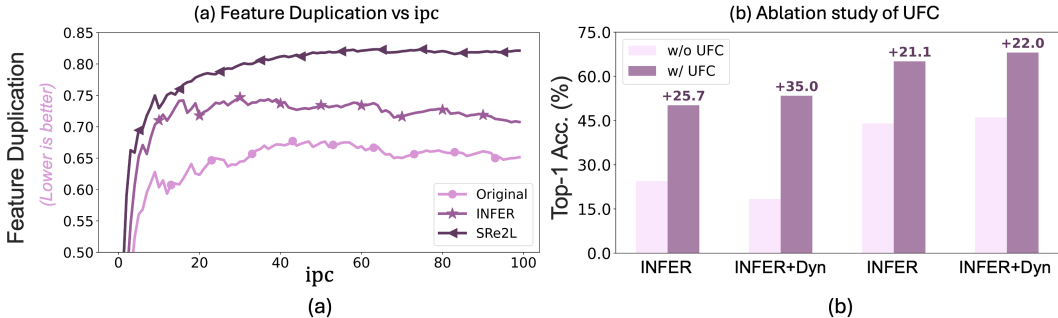 (a) Feature Duplication vs ipc
Feature Duplication
(Lower is better)
0.85
0.80
0.75
0.70
0.65
0.60
0.55
0.50
Original
INFER
SRe2L
0
20
40
60
80
100
ipc
(a)
(b) Ablation study of UFC
Top-1 Acc. (%)
75.0
60.0
45.0
30.0
15.0
0.0
w/o UFC
w/ UFC
+25.7
+35.0
+21.1
+22.0
INFER
INFER+Dyn
INFER
INFER+Dyn
(b)